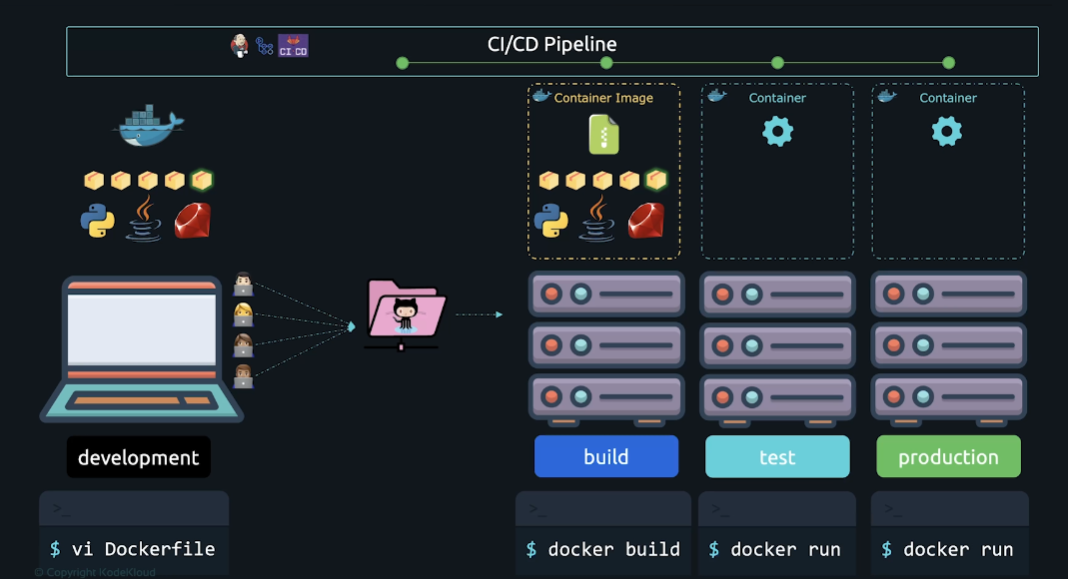 CI/CD Pipeline
CI CD
Container Image
Container
Container
development
build
test
production
>_
>_
>_
>_
$ vi Dockerfile
$ docker build
$ docker run
$ docker run
© Copyright KodeKloud